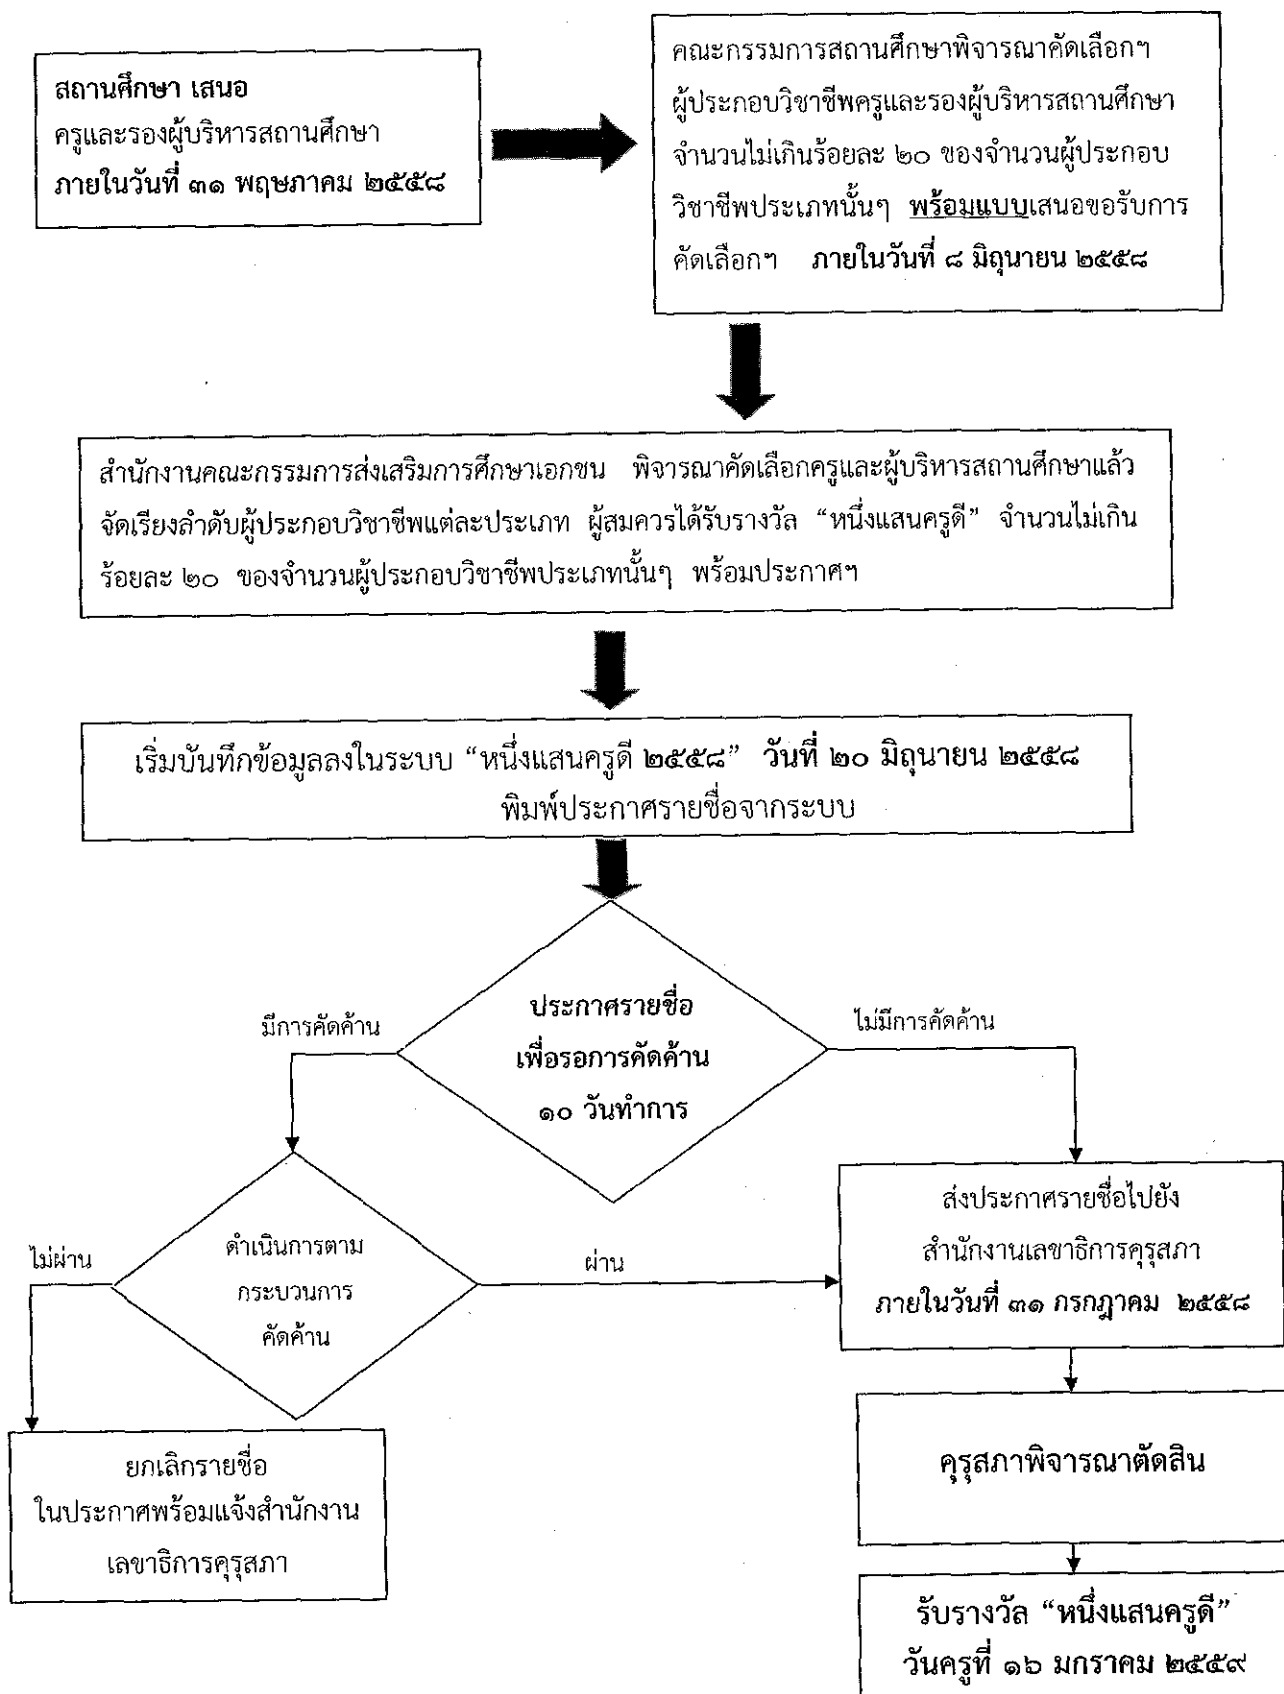 สถานศึกษา เสนอ
ครูและรองผู้บริหารสถานศึกษา
ภายในวันที่ ๓๑ พฤษภาคม ๒๕๕๘
คณะกรรมการสถานศึกษาพิจารณาคัดเลือกฯ
ผู้ประกอบวิชาชีพครูและรองผู้บริหารสถานศึกษา
จำนวนไม่เกินร้อยละ ๒๐ ของจำนวนผู้ประกอบ
วิชาชีพประเภทนั้นๆ พร้อมแบบเสนอขอรับการ
คัดเลือกฯ ภายในวันที่ ๘ มิถุนายน ๒๕๕๘
สำนักงานคณะกรรมการส่งเสริมการศึกษาเอกชน พิจารณาคัดเลือกครูและผู้บริหารสถานศึกษาแล้ว
จัดเรียงลำดับผู้ประกอบวิชาชีพแต่ละประเภท ผู้สมควรได้รับรางวัล “หนึ่งแสนครูดี” จำนวนไม่เกิน
ร้อยละ ๒๐ ของจำนวนผู้ประกอบวิชาชีพประเภทนั้นๆ พร้อมประกาศฯ
เริ่มบันทึกข้อมูลลงในระบบ “หนึ่งแสนครูดี ๒๕๕๘” วันที่ ๒๐ มิถุนายน ๒๕๕๘
พิมพ์ประกาศรายชื่อจากระบบ
ประกาศรายชื่อ
เพื่อรอการคัดค้าน
๑๐ วันทำการ
มีการคัดค้าน
ไม่มีการคัดค้าน
ดำเนินการตาม
กระบวนการ
คัดค้าน
ไม่ผ่าน
ผ่าน
ส่งประกาศรายชื่อไปยัง
สำนักงานเลขาธิการคุรุสภา
ภายในวันที่ ๓๑ กรกฎาคม ๒๕๕๘
ยกเลิกรายชื่อ
ในประกาศพร้อมแจ้งสำนักงาน
เลขาธิการคุรุสภา
คุรุสภาพิจารณาตัดสิน
รับรางวัล “หนึ่งแสนครูดี”
วันครูที่ ๑๖ มกราคม ๒๕๕๙